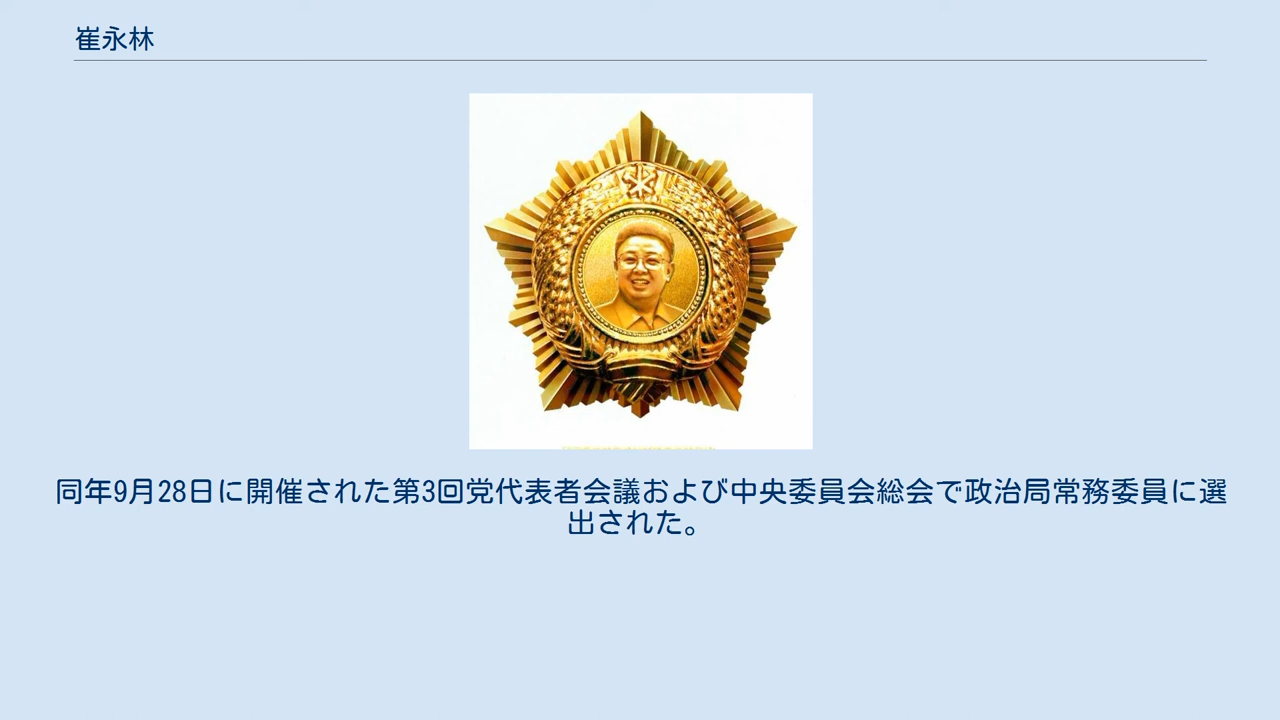 崔永林
同年9月28日に開催された第3回党代表者会議および中央委員会総会で政治局常務委員に選
出された。